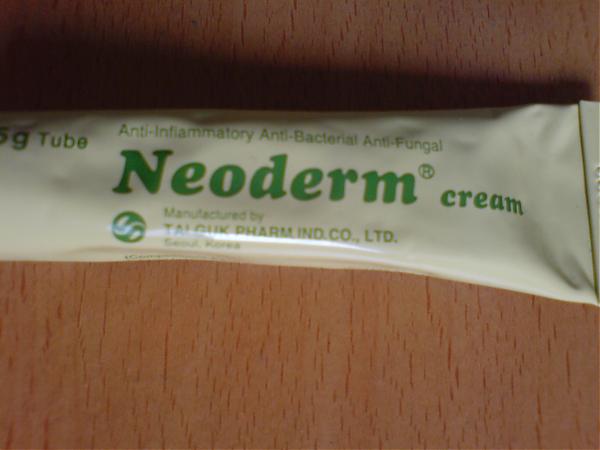 5g Tube
Anti-Inflammatory Anti-Bacterial Anti-Fungal
Neoderm® cream
Manufactured by
TAI GUK PHARM.IND.CO., LTD.
Seoul, Korea